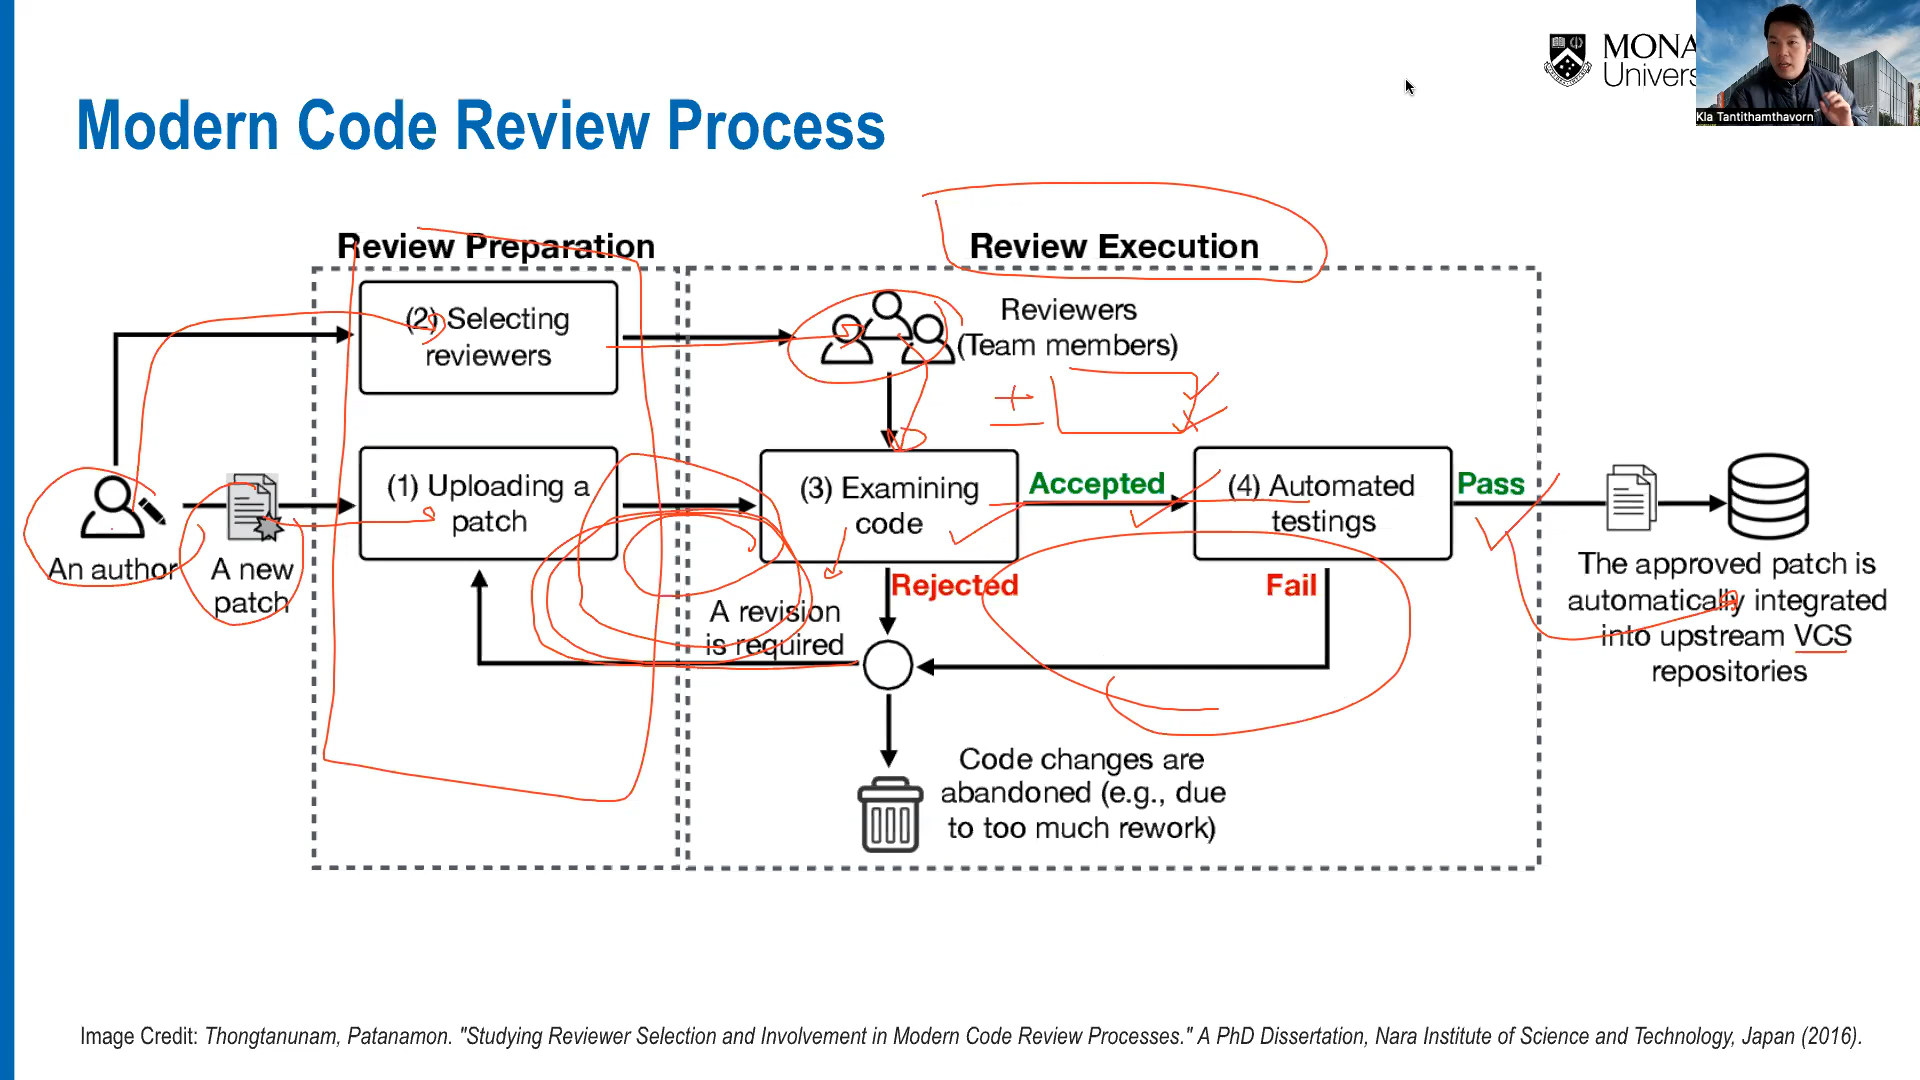 MONA
Univers
Kla Tantithamthavorn
Modern Code Review Process
Review Preparation
Review Execution
(2) Selecting
reviewers
Reviewers
(Team members)
(1) Uploading a
patch
(3) Examining
code
Accepted
(4) Automated
testings
Pass
An author
A new
patch
Rejected
Fail
A revision
is required
The approved patch is
automatically integrated
into upstream VCS
repositories
Code changes are
abandoned (e.g., due
to too much rework)
Image Credit: Thongtanunam, Patanamon. "Studying Reviewer Selection and Involvement in Modern Code Review Processes." A PhD Dissertation, Nara Institute of Science and Technology, Japan (2016).